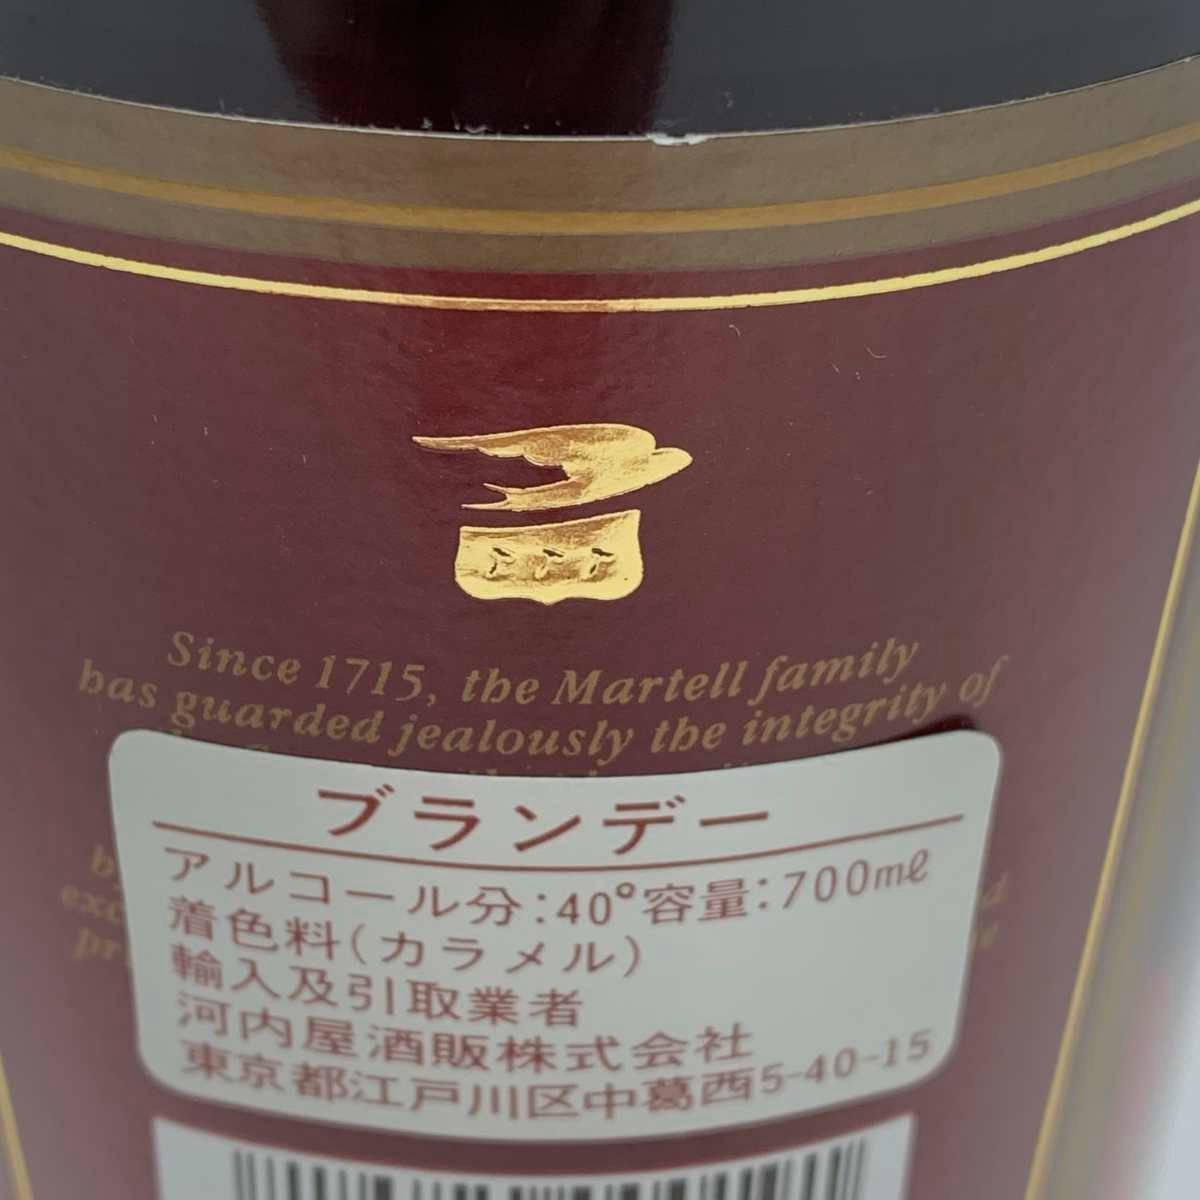 Since 1715, the Martell family
has guarded jealously the integrity of
ブランデー
アルコール分:40°容量:700mℓ
着色料(カラメル)
輸入及引取業者
河内屋酒販株式会社
東京都江戸川区中葛西5-40-15